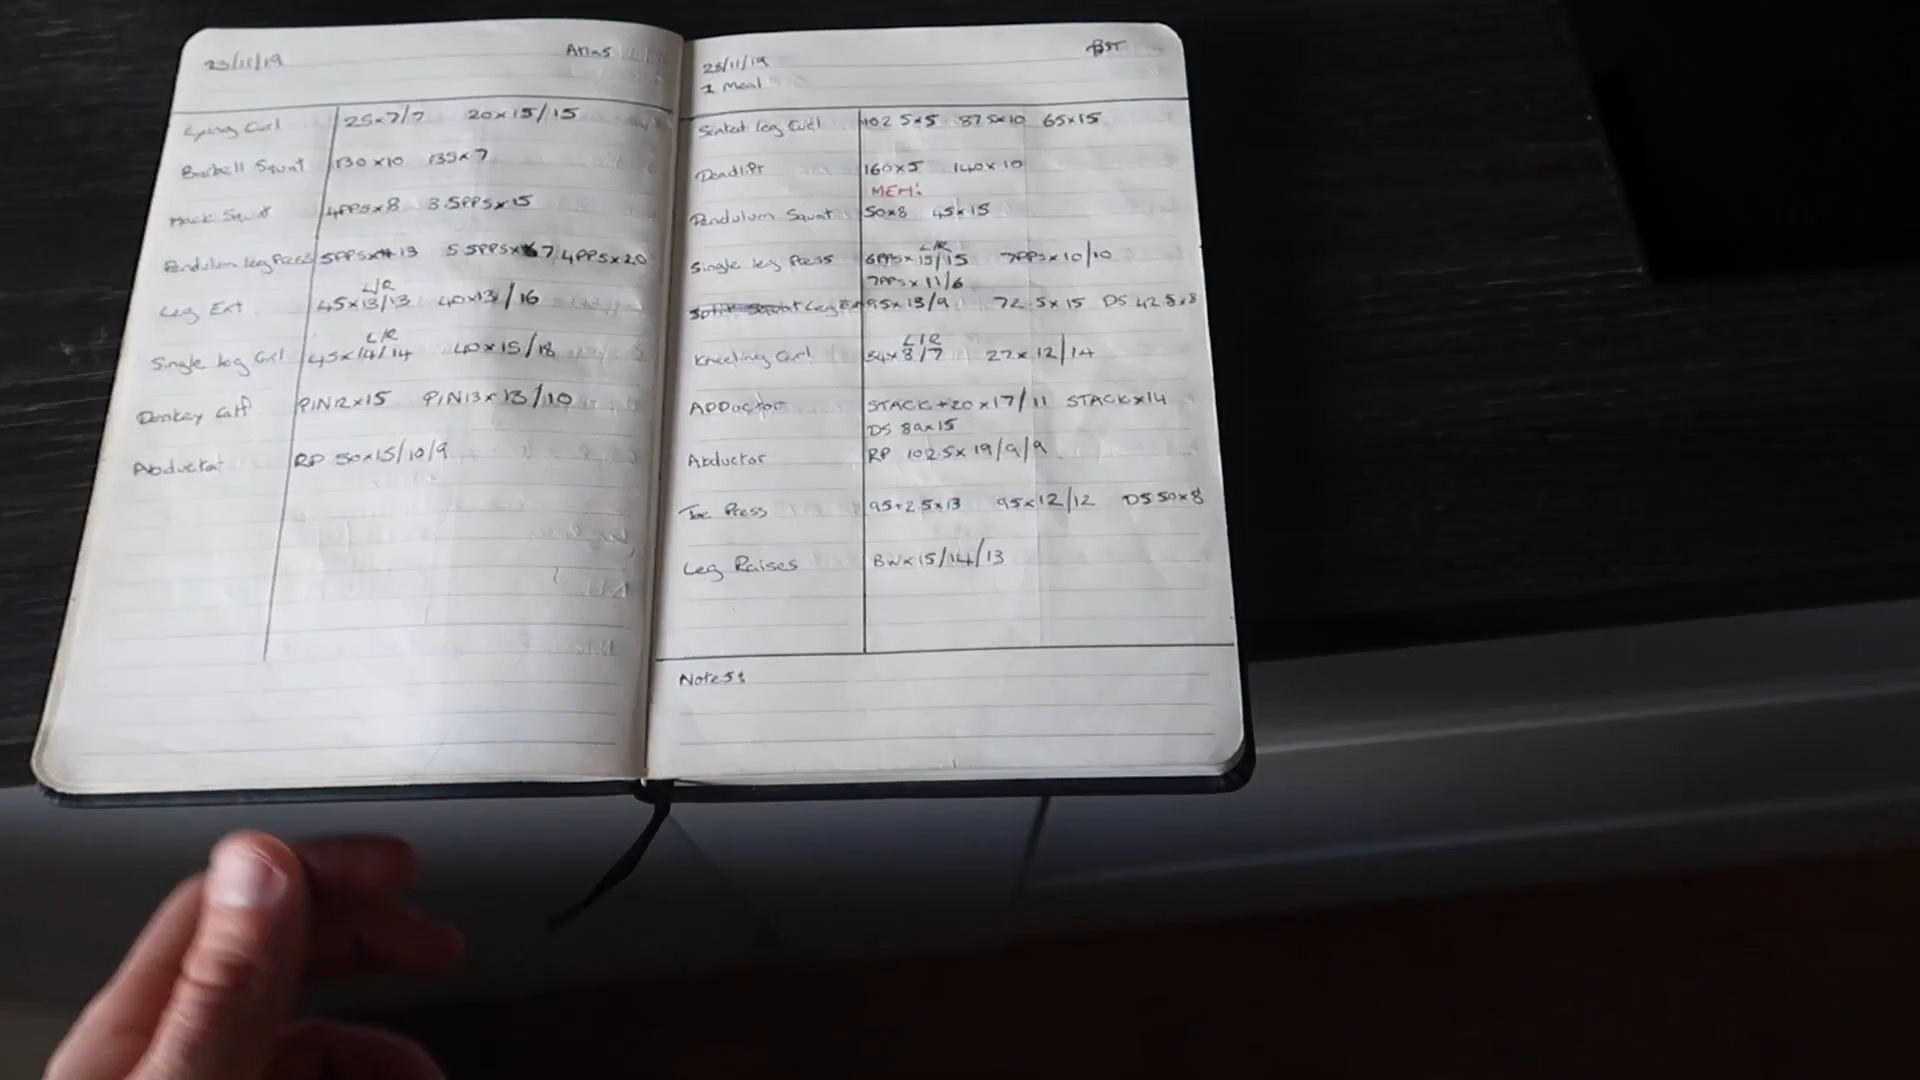 23/11/19 Atlas
Lying Curl 25x7/7 20x15/15
Barbell Squat 130x10 135x7
Hack Squat 4PPSx8 3.5PPSx15
Pendulum leg Press 5PPSx13 5.5PPSx7/4PPSx20
L/R
Leg Ext 45x13/13 40x13/16
L/R
Single Leg Curl 45x14/14 40x15/18
Donkey Calf PIN12x15 PIN13x13/10
Abductor RP 50x15/10/9
28/11/19 BST
1 Meal
Seated leg Curl 102.5x5 87.5x10 65x15
Deadlift 160x5 140x10
MEH!
Pendulum Squat 50x8 45x15
L/R
Single leg Press 6PPSx15/15 7PPSx10/10
7PPSx11/6
Leg Ext 95x13/9 72.5x15 DS 42.5x8
L/R
Kneeling Curl 54x8/7 27x12/14
ADDuctor STACK+20x17/11 STACKx14
DS 89x15
Abductor RP 102.5x19/9/9
Toe Press 95+2.5x13 95x12/12 DS 50x8
Leg Raises BWx15/14/13
Notes: